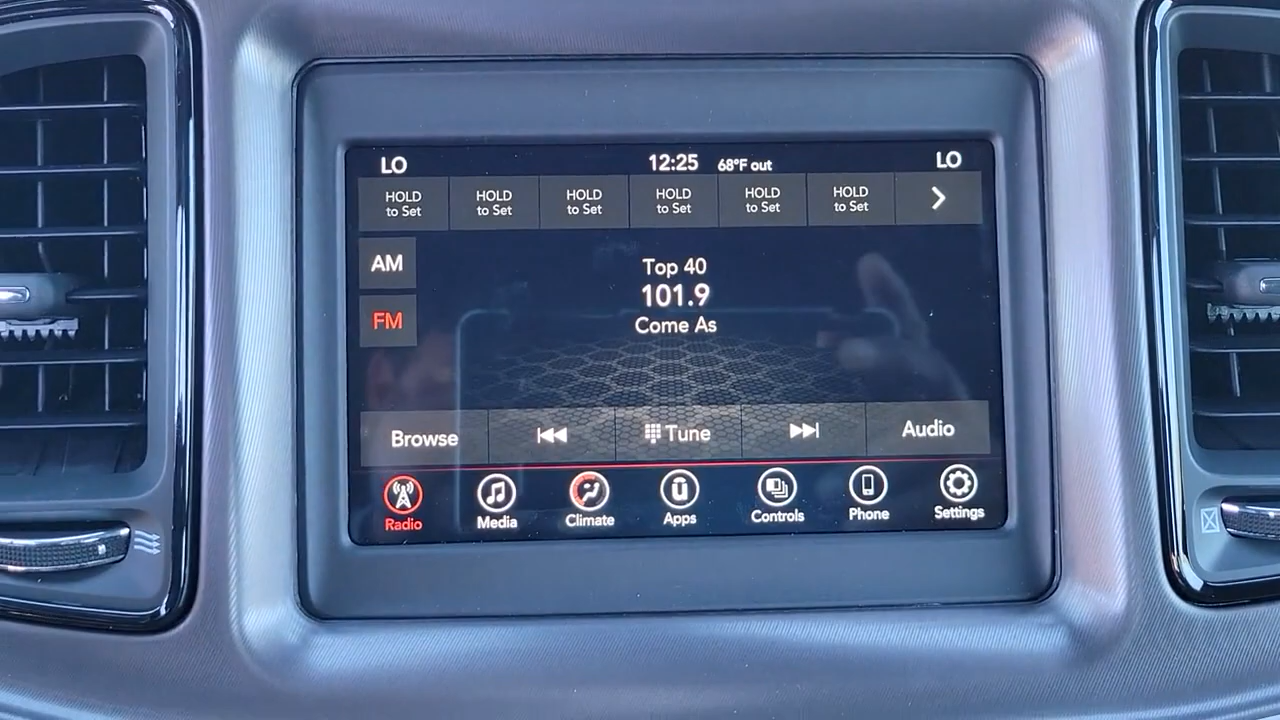 LO 12:25 68°F out LO
HOLD to Set
HOLD to Set
HOLD to Set
HOLD to Set
HOLD to Set
HOLD to Set
AM
FM
Top 40
101.9
Come As
Browse Tune Audio
Radio Media Climate Apps Controls Phone Settings